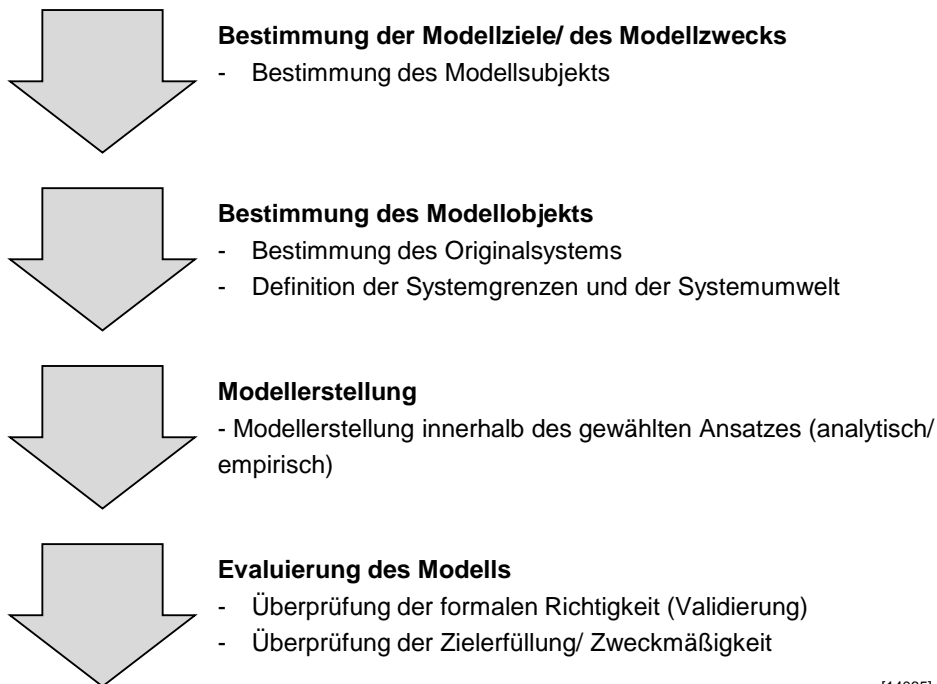 Bestimmung der Modellziele/ des Modellzwecks
- Bestimmung des Modellsubjekts
Bestimmung des Modellobjekts
- Bestimmung des Originalsystems
- Definition der Systemgrenzen und der Systemumwelt
Modellerstellung
- Modellerstellung innerhalb des gewählten Ansatzes (analytisch/
empirisch)
Evaluierung des Modells
- Überprüfung der formalen Richtigkeit (Validierung)
- Überprüfung der Zielerfüllung/ Zweckmäßigkeit